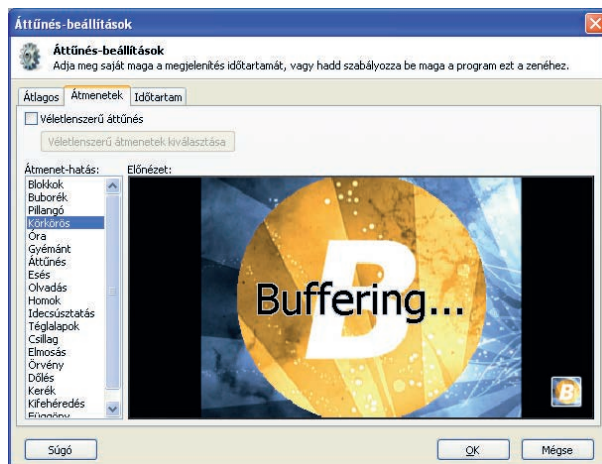 Áttűnés-beállítások
Áttűnés-beállítások
Adja meg saját maga a megjelenítés időtartamát, vagy hadd szabályozza be maga a program ezt a zenéhez.
Átlagos Átmenetek Időtartam
Véletlenszerű áttűnés
Véletlenszerű átmenetek kiválasztása
Átmenet-hatás: Előnézet:
Blokkok
Buborék
Pillangó
Körkörös
Óra
Gyémánt
Áttűnés
Esés
Olvadás
Homok
Idecsúsztatás
Téglalapok
Csillag
Elmosás
Örvény
Dőlés
Kerék
Kifehéredés
Függöny
B
Buffering...
B
Súgó OK Mégse